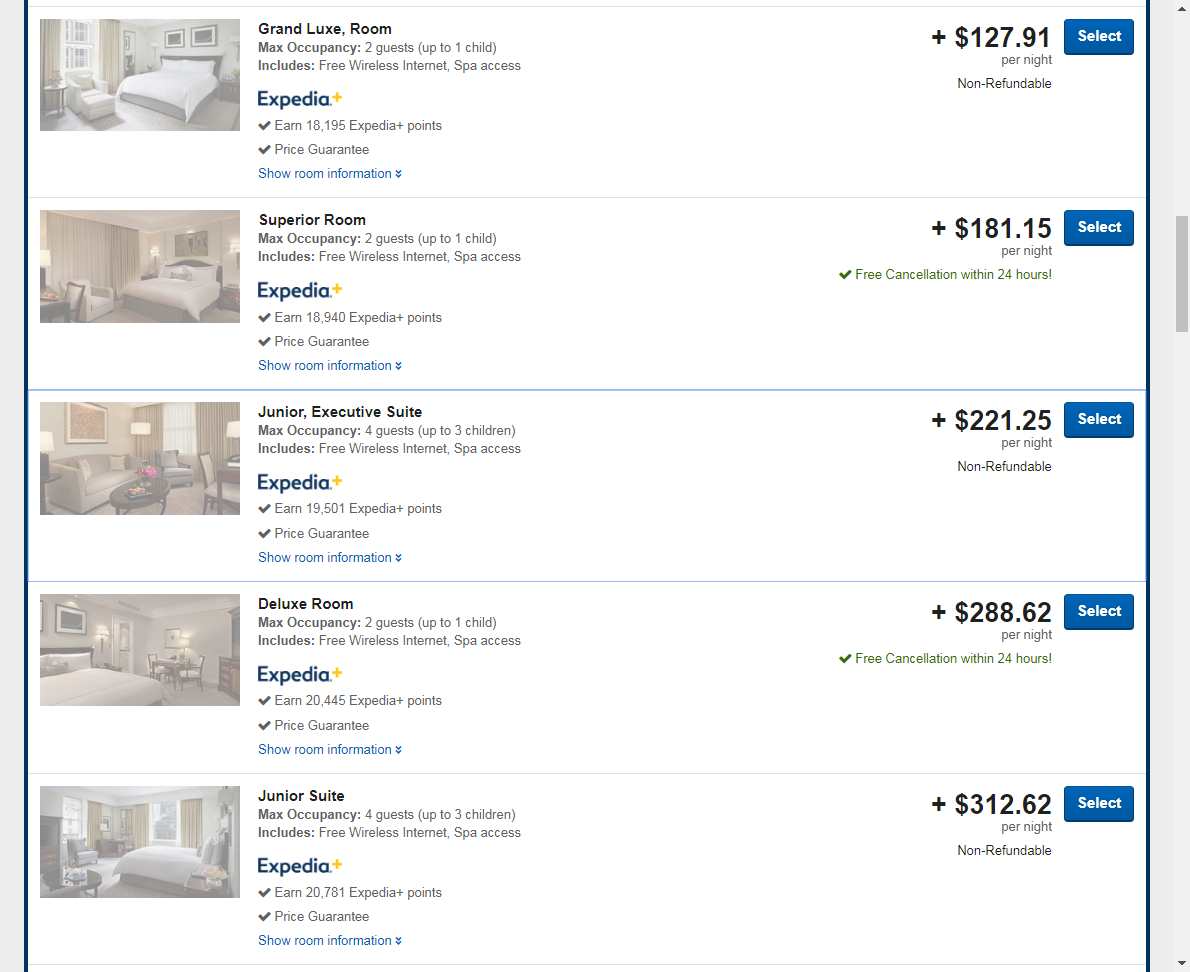 Grand Luxe, Room
Max Occupancy: 2 guests (up to 1 child)
Includes: Free Wireless Internet, Spa access
Expedia+
Earn 18,195 Expedia+ points
Price Guarantee
Show room information
+ $127.91
per night
Non-Refundable
Select
Superior Room
Max Occupancy: 2 guests (up to 1 child)
Includes: Free Wireless Internet, Spa access
Expedia+
Earn 18,940 Expedia+ points
Price Guarantee
Show room information
+ $181.15
per night
Free Cancellation within 24 hours!
Select
Junior, Executive Suite
Max Occupancy: 4 guests (up to 3 children)
Includes: Free Wireless Internet, Spa access
Expedia+
Earn 19,501 Expedia+ points
Price Guarantee
Show room information
+ $221.25
per night
Non-Refundable
Select
Deluxe Room
Max Occupancy: 2 guests (up to 1 child)
Includes: Free Wireless Internet, Spa access
Expedia+
Earn 20,445 Expedia+ points
Price Guarantee
Show room information
+ $288.62
per night
Free Cancellation within 24 hours!
Select
Junior Suite
Max Occupancy: 4 guests (up to 3 children)
Includes: Free Wireless Internet, Spa access
Expedia+
Earn 20,781 Expedia+ points
Price Guarantee
Show room information
+ $312.62
per night
Non-Refundable
Select